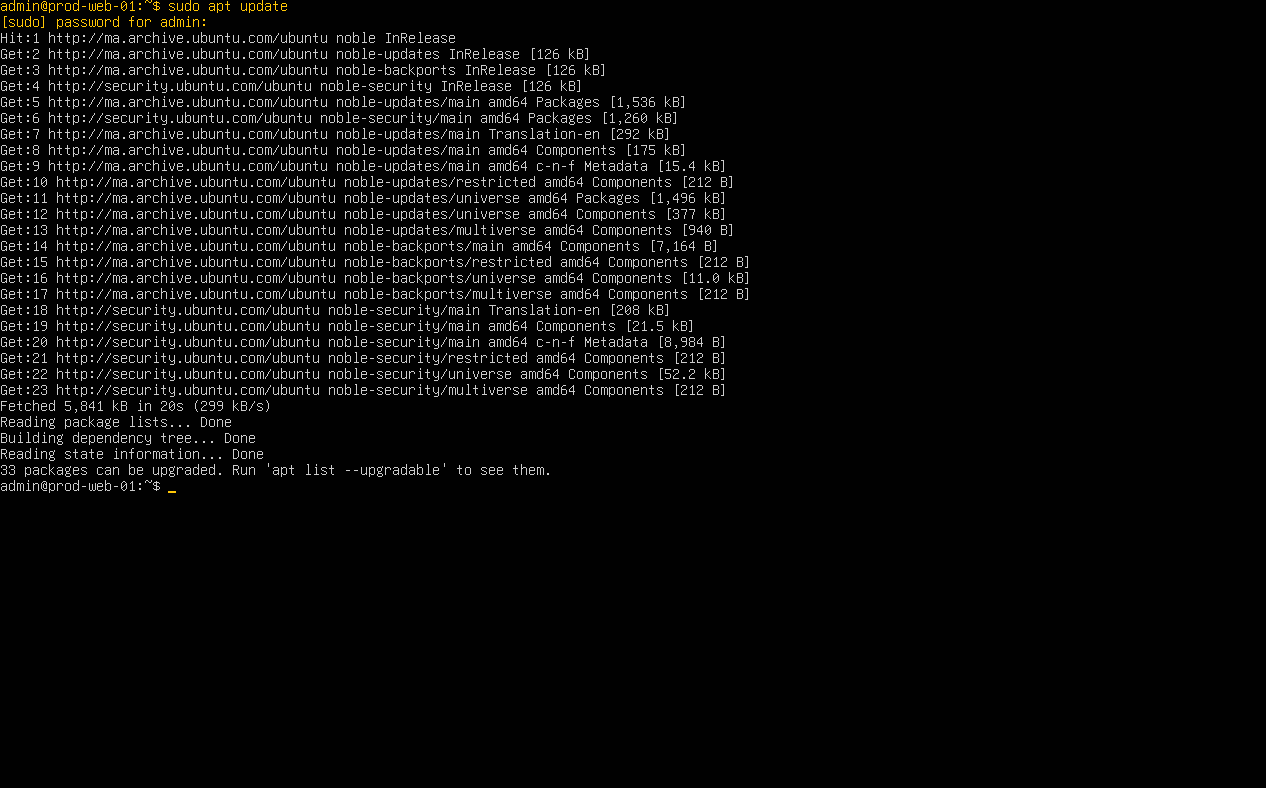 admin@prod-web-01:~$ sudo apt update
[sudo] password for admin:
Hit:1 http://ma.archive.ubuntu.com/ubuntu noble InRelease
Get:2 http://ma.archive.ubuntu.com/ubuntu noble-updates InRelease [126 kB]
Get:3 http://ma.archive.ubuntu.com/ubuntu noble-backports InRelease [126 kB]
Get:4 http://security.ubuntu.com/ubuntu noble-security InRelease [126 kB]
Get:5 http://ma.archive.ubuntu.com/ubuntu noble-updates/main amd64 Packages [1,536 kB]
Get:6 http://security.ubuntu.com/ubuntu noble-security/main amd64 Packages [1,260 kB]
Get:7 http://ma.archive.ubuntu.com/ubuntu noble-updates/main Translation-en [292 kB]
Get:8 http://ma.archive.ubuntu.com/ubuntu noble-updates/main amd64 Components [175 kB]
Get:9 http://ma.archive.ubuntu.com/ubuntu noble-updates/main amd64 c-n-f Metadata [15.4 kB]
Get:10 http://ma.archive.ubuntu.com/ubuntu noble-updates/restricted amd64 Components [212 B]
Get:11 http://ma.archive.ubuntu.com/ubuntu noble-updates/universe amd64 Packages [1,496 kB]
Get:12 http://ma.archive.ubuntu.com/ubuntu noble-updates/universe amd64 Components [377 kB]
Get:13 http://ma.archive.ubuntu.com/ubuntu noble-updates/multiverse amd64 Components [940 B]
Get:14 http://ma.archive.ubuntu.com/ubuntu noble-backports/main amd64 Components [7,164 B]
Get:15 http://ma.archive.ubuntu.com/ubuntu noble-backports/restricted amd64 Components [212 B]
Get:16 http://ma.archive.ubuntu.com/ubuntu noble-backports/universe amd64 Components [11.0 kB]
Get:17 http://ma.archive.ubuntu.com/ubuntu noble-backports/multiverse amd64 Components [212 B]
Get:18 http://security.ubuntu.com/ubuntu noble-security/main Translation-en [208 kB]
Get:19 http://security.ubuntu.com/ubuntu noble-security/main amd64 Components [21.5 kB]
Get:20 http://security.ubuntu.com/ubuntu noble-security/main amd64 c-n-f Metadata [8,984 B]
Get:21 http://security.ubuntu.com/ubuntu noble-security/restricted amd64 Components [212 B]
Get:22 http://security.ubuntu.com/ubuntu noble-security/universe amd64 Components [52.2 kB]
Get:23 http://security.ubuntu.com/ubuntu noble-security/multiverse amd64 Components [212 B]
Fetched 5,841 kB in 20s (299 kB/s)
Reading package lists... Done
Building dependency tree... Done
Reading state information... Done
33 packages can be upgraded. Run 'apt list --upgradable' to see them.
admin@prod-web-01:~$ _